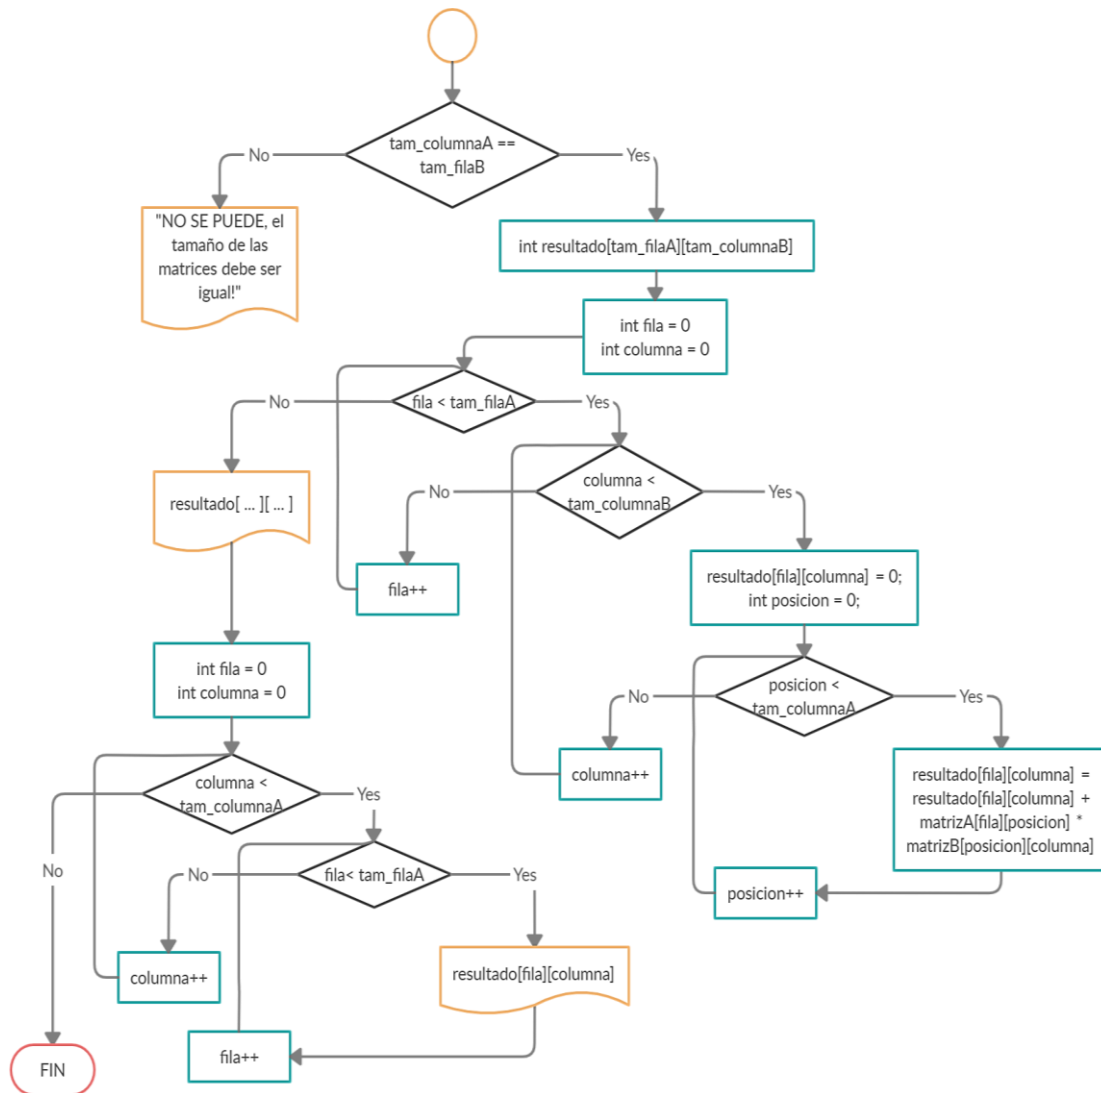 tam_columnaA ==
tam_filaB
No
Yes
"NO SE PUEDE, el
tamaño de las
matrices debe ser
igual!"
int resultado[tam_filaA][tam_columnaB]
int fila = 0
int columna = 0
fila < tam_filaA
No
Yes
resultado[ ... ][ ... ]
columna <
tam_columnaB
No
Yes
fila++
resultado[fila][columna] = 0;
int posicion = 0;
int fila = 0
int columna = 0
posicion <
tam_columnaA
No
Yes
columna++
resultado[fila][columna] =
resultado[fila][columna] +
matrizA[fila][posicion] *
matrizB[posicion][columna]
posicion++
columna <
tam_columnaA
Yes
No
fila< tam_filaA
No
Yes
columna++
resultado[fila][columna]
fila++
FIN